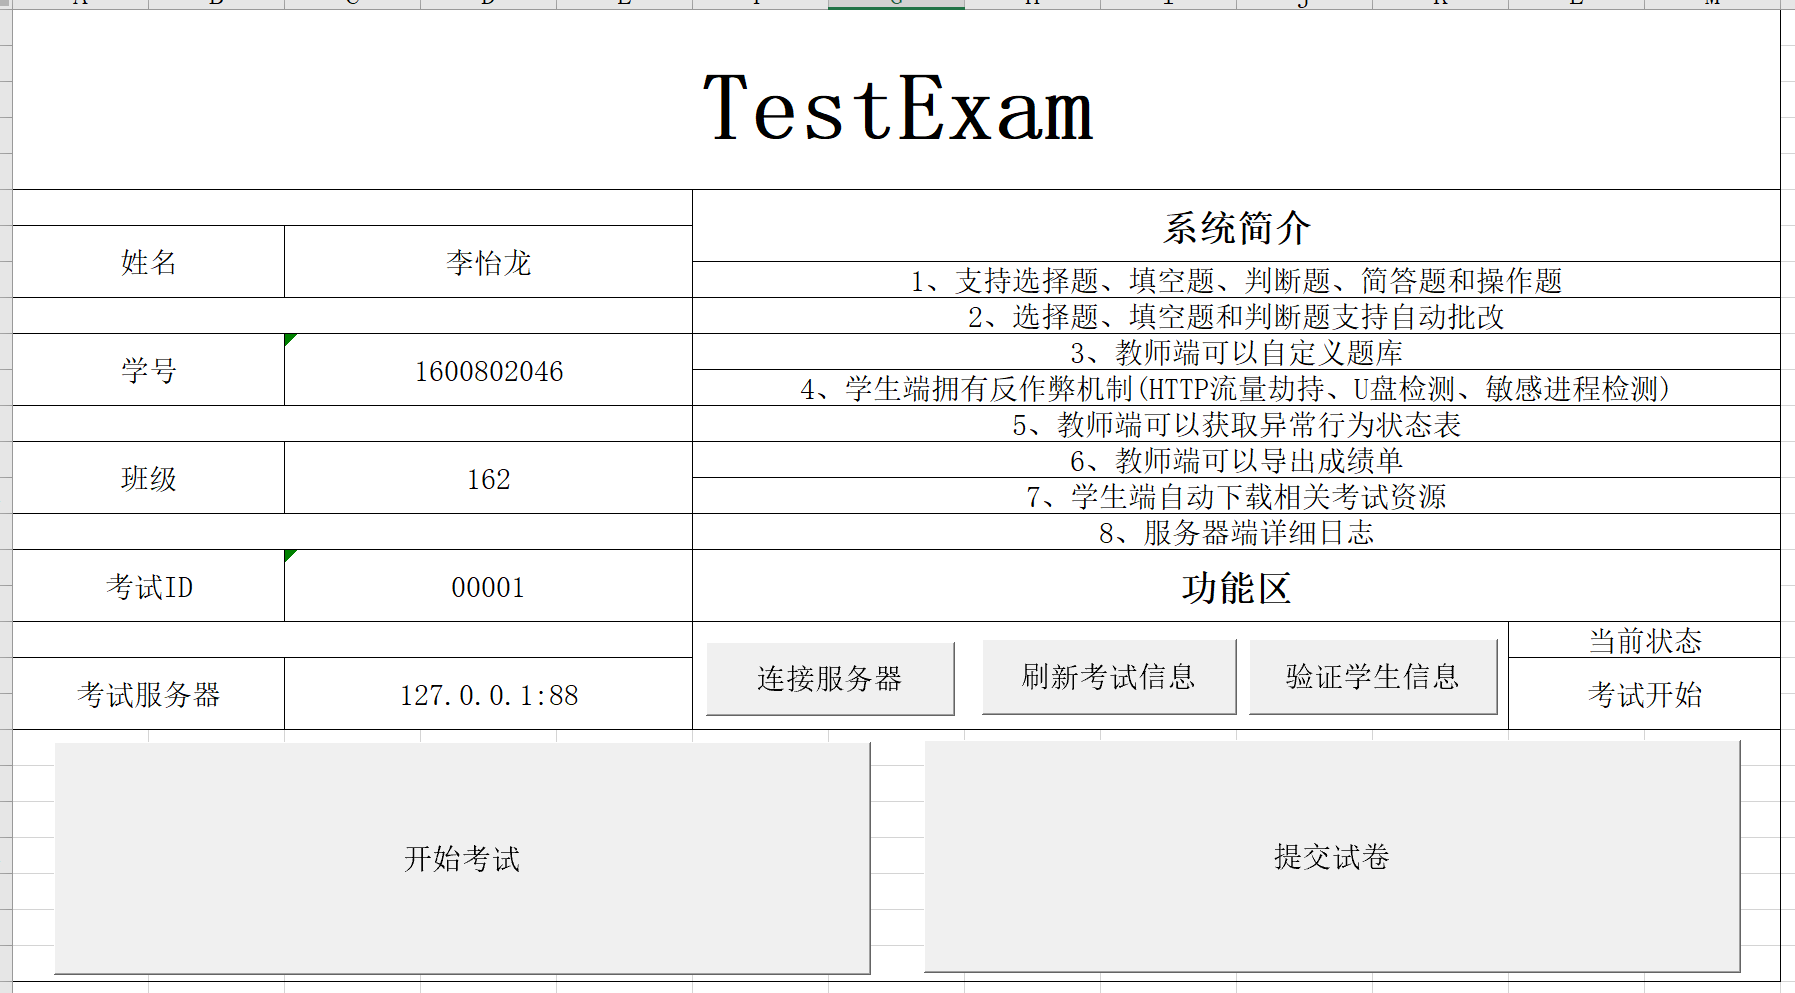 A B C D E F G H I J K L M
TestExam
系统简介
姓名
李怡龙
1、支持选择题、填空题、判断题、简答题和操作题
2、选择题、填空题和判断题支持自动批改
学号
1600802046
3、教师端可以自定义题库
4、学生端拥有反作弊机制(HTTP流量劫持、U盘检测、敏感进程检测)
5、教师端可以获取异常行为状态表
班级
162
6、教师端可以导出成绩单
7、学生端自动下载相关考试资源
8、服务器端详细日志
考试ID
00001
功能区
考试服务器
127.0.0.1:88
连接服务器
刷新考试信息
验证学生信息
当前状态
考试开始
开始考试
提交试卷